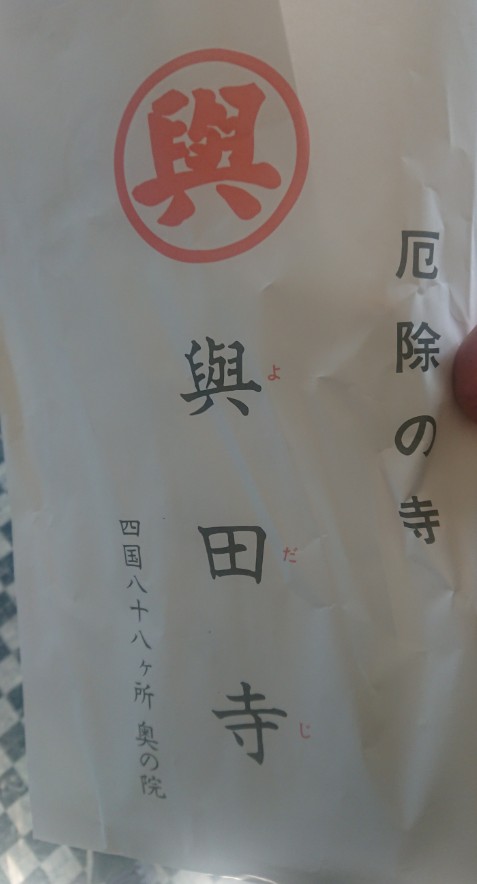 厄除の寺
與
與田寺
よだじ
四国八十八ヶ所 奥の院